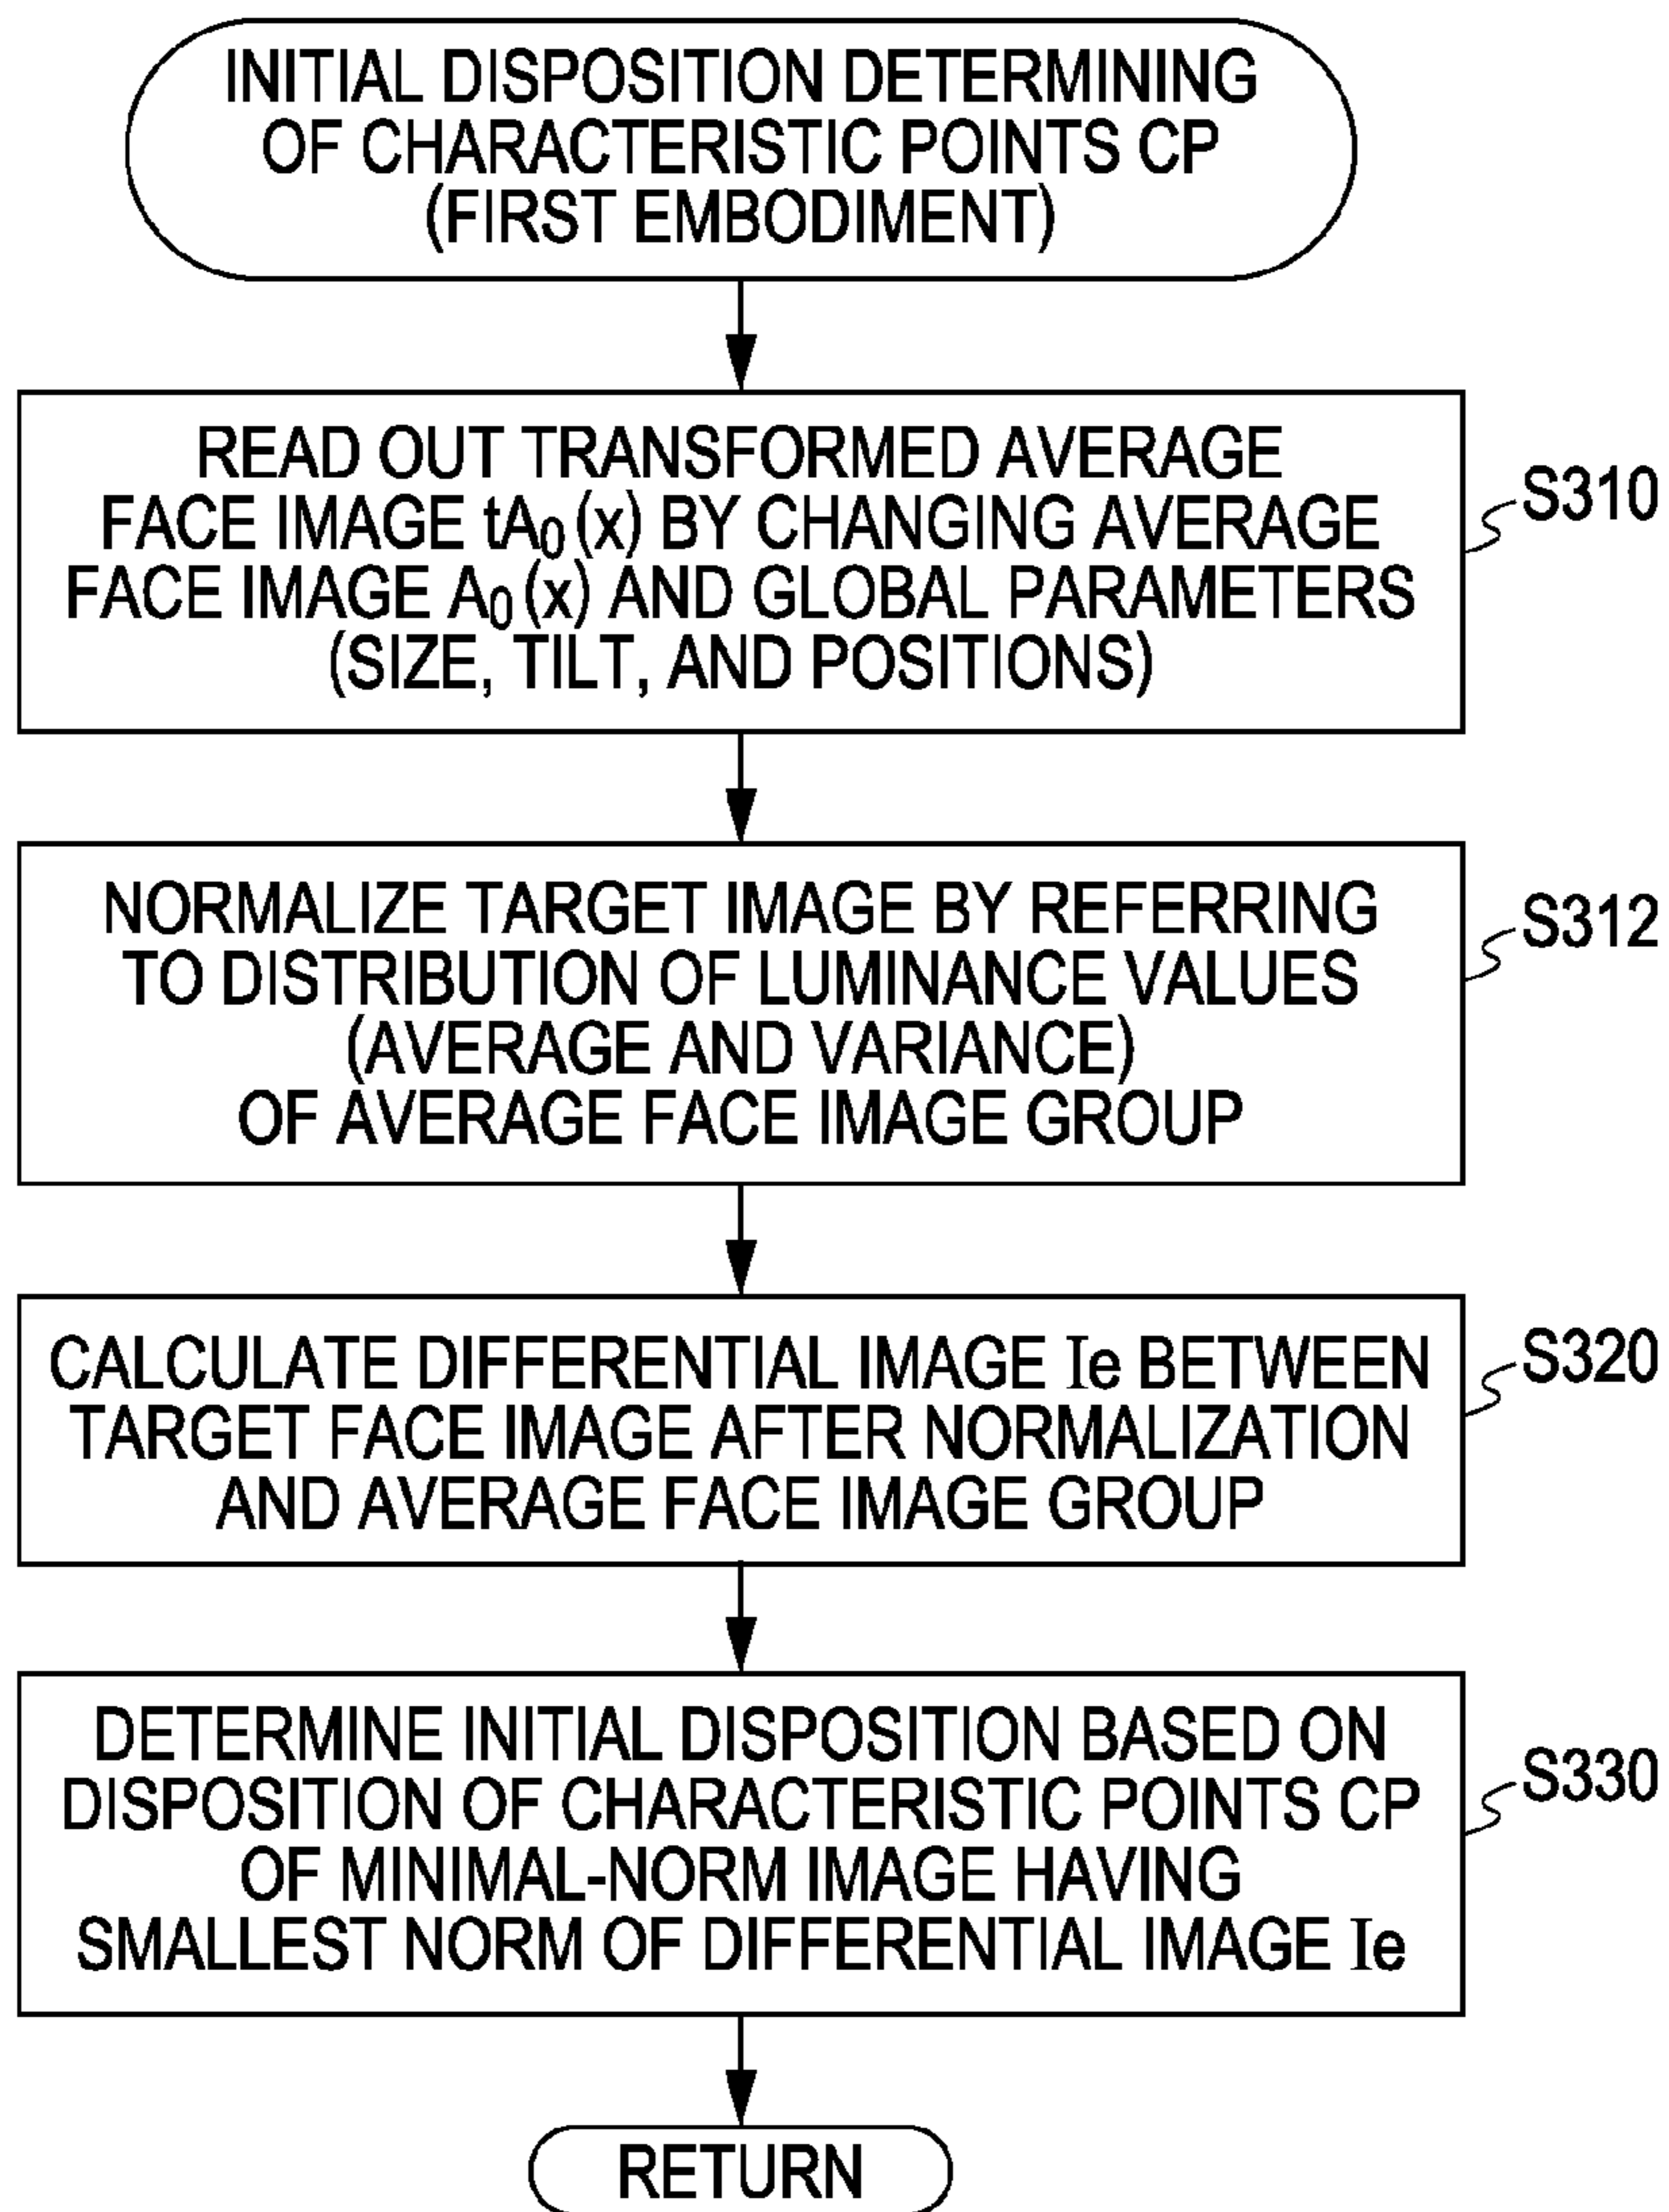 INITIAL DISPOSITION DETERMINING
OF CHARACTERISTIC POINTS CP
(FIRST EMBODIMENT)
READ OUT TRANSFORMED AVERAGE
FACE IMAGE tA₀ (x) BY CHANGING AVERAGE
FACE IMAGE A₀ (x) AND GLOBAL PARAMETERS
(SIZE, TILT, AND POSITIONS)
S310
NORMALIZE TARGET IMAGE BY REFERRING
TO DISTRIBUTION OF LUMINANCE VALUES
(AVERAGE AND VARIANCE)
OF AVERAGE FACE IMAGE GROUP
S312
CALCULATE DIFFERENTIAL IMAGE Ie BETWEEN
TARGET FACE IMAGE AFTER NORMALIZATION
AND AVERAGE FACE IMAGE GROUP
S320
DETERMINE INITIAL DISPOSITION BASED ON
DISPOSITION OF CHARACTERISTIC POINTS CP
OF MINIMAL-NORM IMAGE HAVING
SMALLEST NORM OF DIFFERENTIAL IMAGE Ie
S330
RETURN